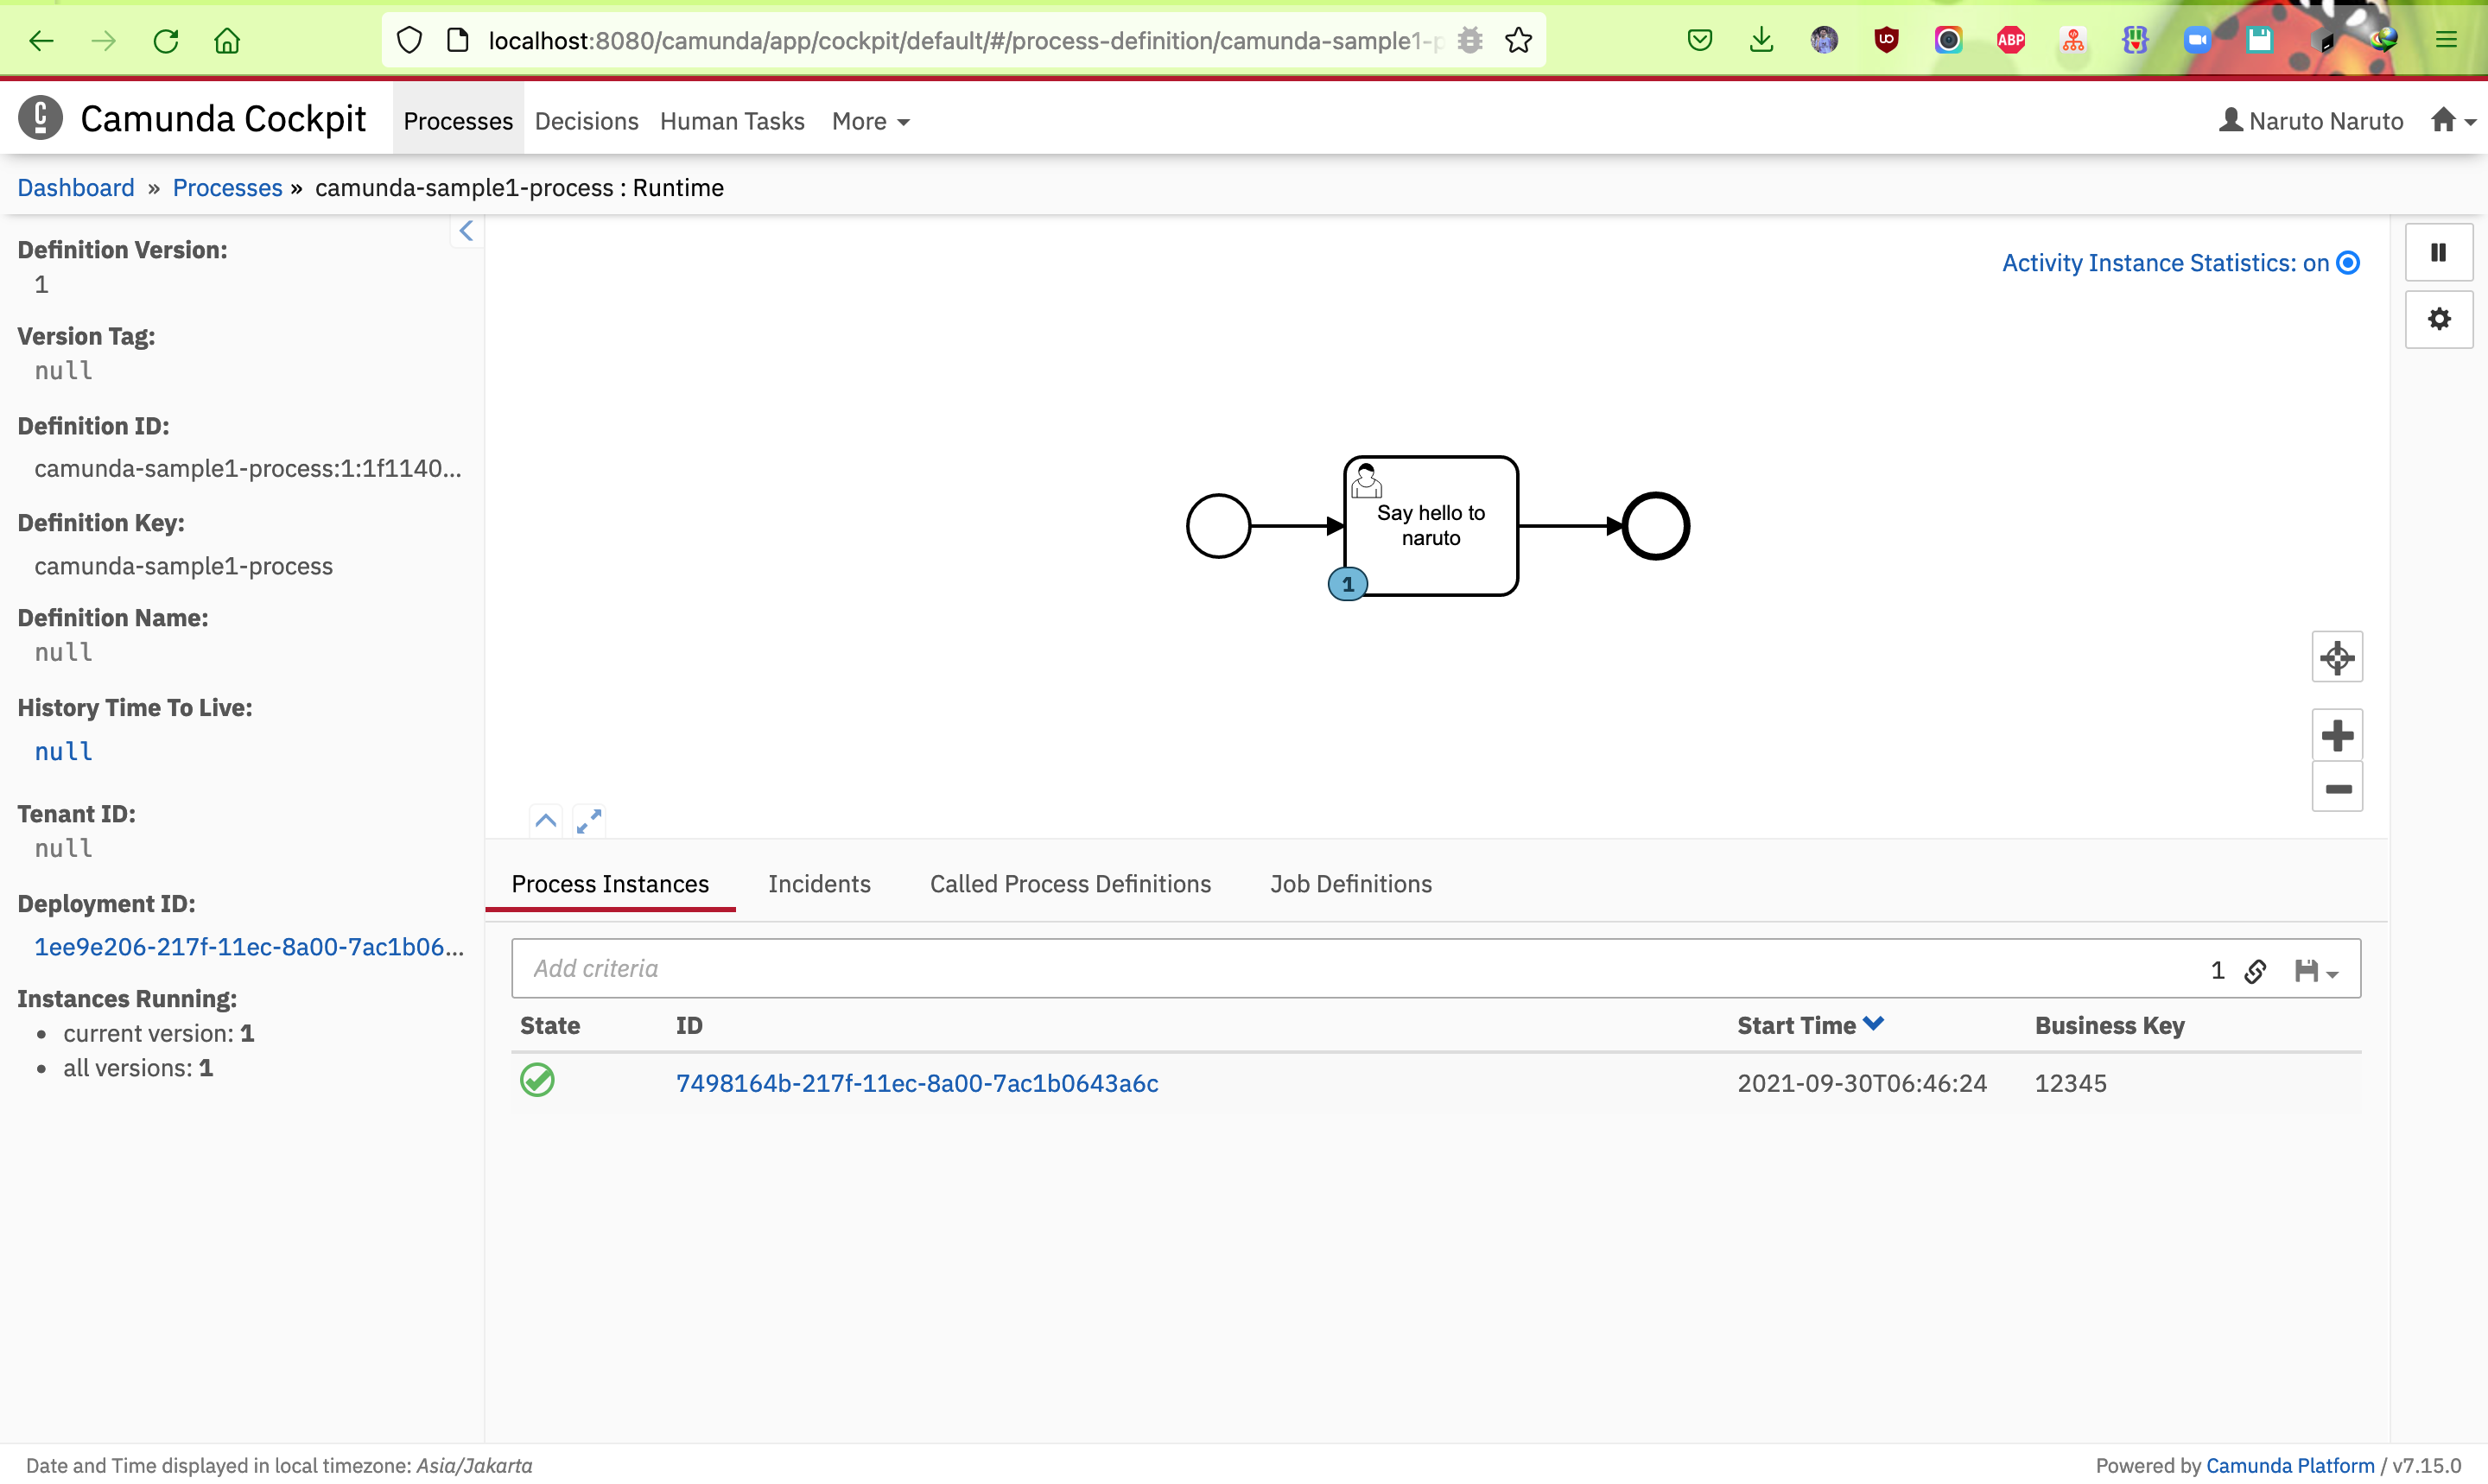 localhost:8080/camunda/app/cockpit/default/#/process-definition/camunda-sample1-p
Camunda Cockpit
Processes
Decisions
Human Tasks
More
Naruto Naruto
Dashboard » Processes » camunda-sample1-process : Runtime
Definition Version:
1
Version Tag:
null
Definition ID:
camunda-sample1-process:1:1f1140...
Definition Key:
camunda-sample1-process
Definition Name:
null
History Time To Live:
null
Tenant ID:
null
Deployment ID:
1ee9e206-217f-11ec-8a00-7ac1b06...
Instances Running:
current version: 1
all versions: 1
Activity Instance Statistics: on
Say hello to
naruto
1
Process Instances
Incidents
Called Process Definitions
Job Definitions
Add criteria
1
State
ID
Start Time
Business Key
7498164b-217f-11ec-8a00-7ac1b0643a6c
2021-09-30T06:46:24
12345
Date and Time displayed in local timezone: Asia/Jakarta
Powered by Camunda Platform / v7.15.0
ABP